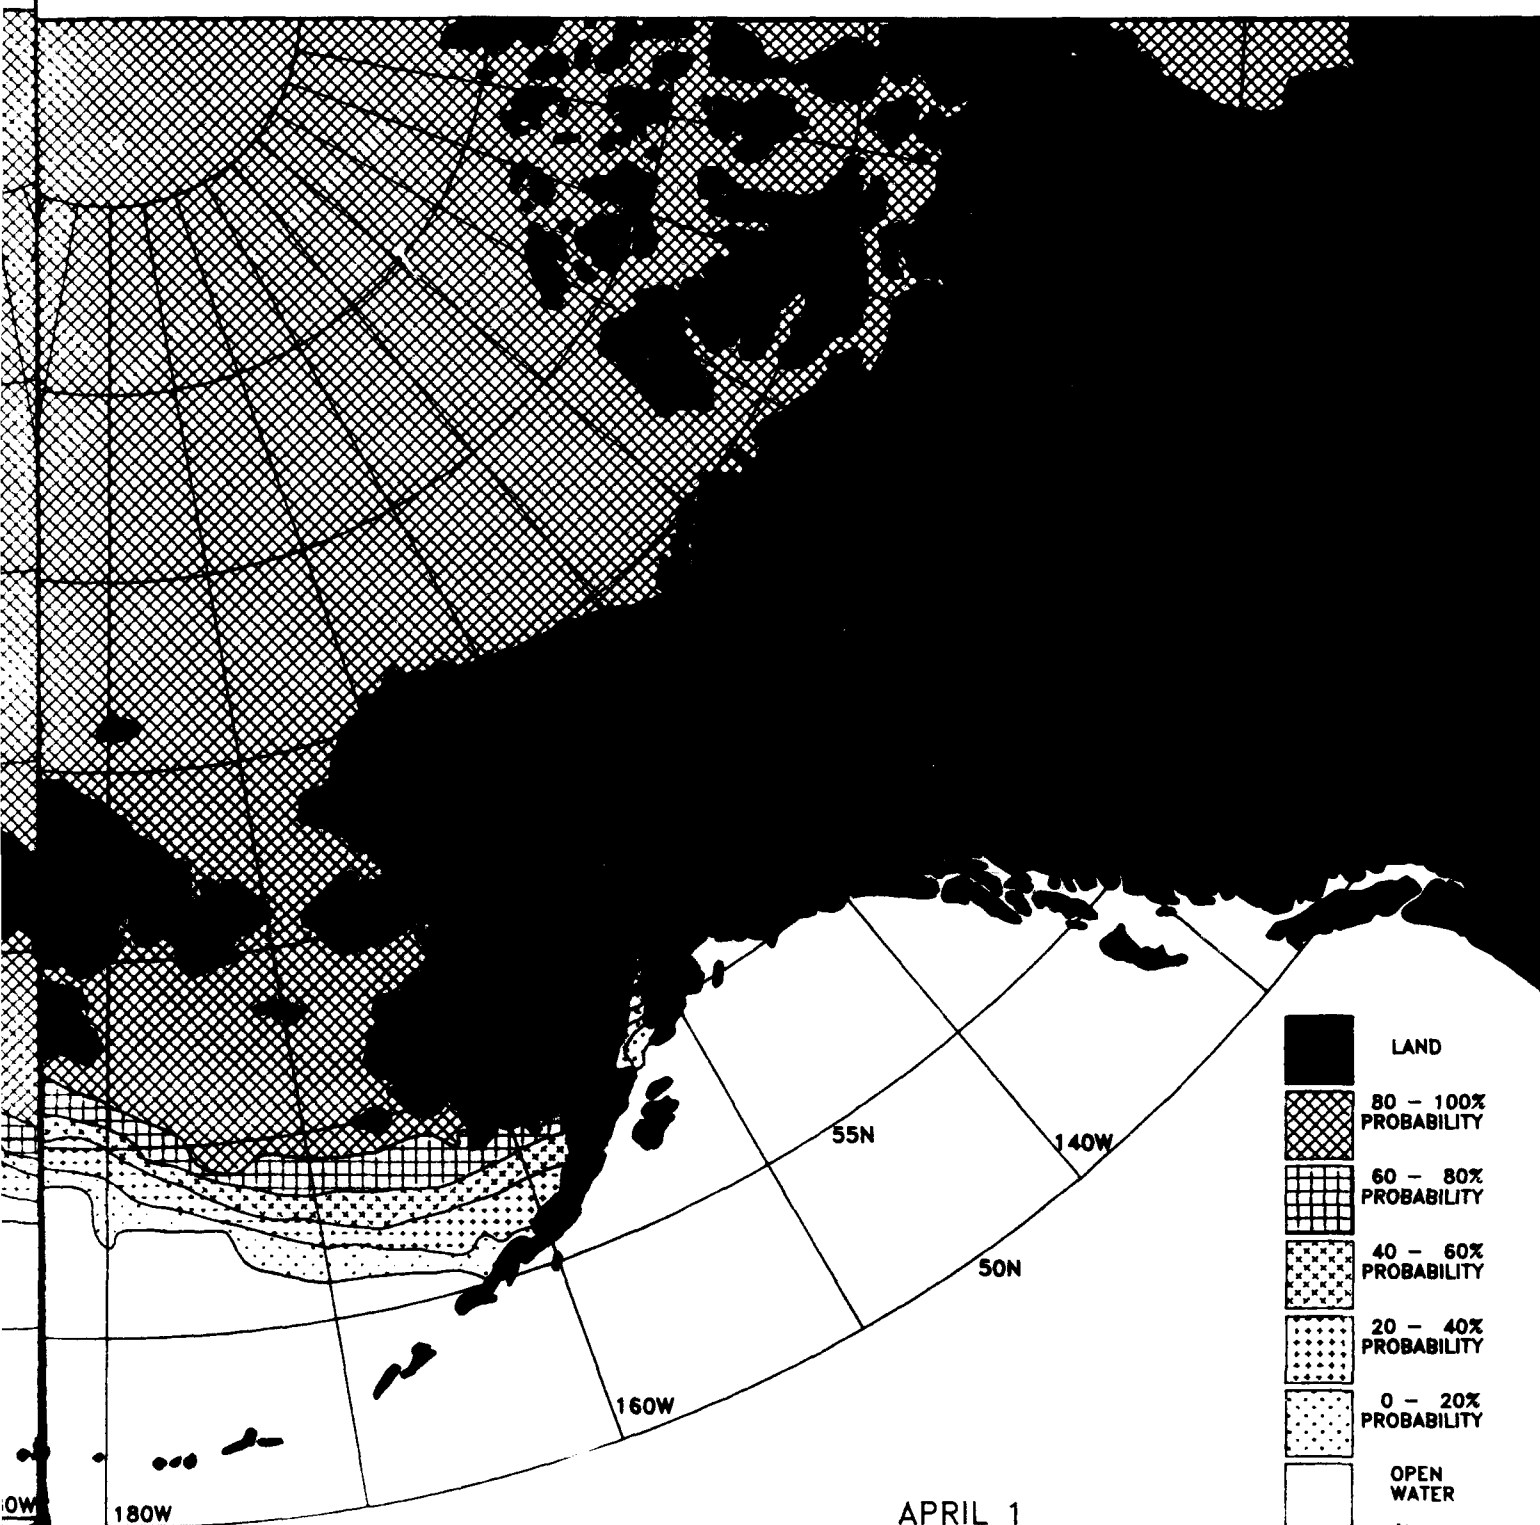 LAND
80 – 100%
PROBABILITY
60 – 80%
PROBABILITY
40 – 60%
PROBABILITY
20 – 40%
PROBABILITY
0 – 20%
PROBABILITY
OPEN
WATER
55N
140W
50N
160W
180W
APRIL 1